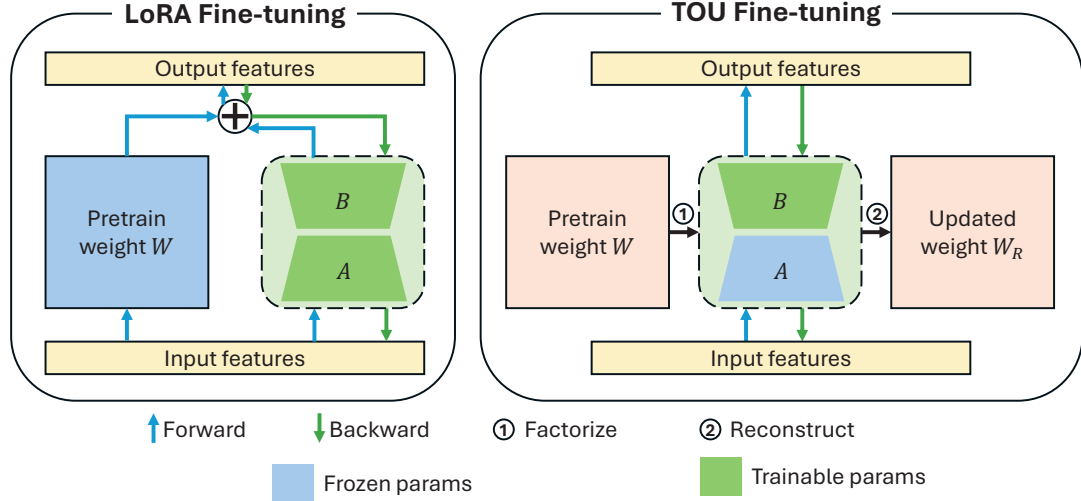 LoRA Fine-tuning
Output features
Pretrain
weight W
B
A
Input features
TOU Fine-tuning
Output features
Pretrain
weight W
1
B
A
2
Updated
weight W_R
Input features
Forward
Backward
1 Factorize
2 Reconstruct
Frozen params
Trainable params